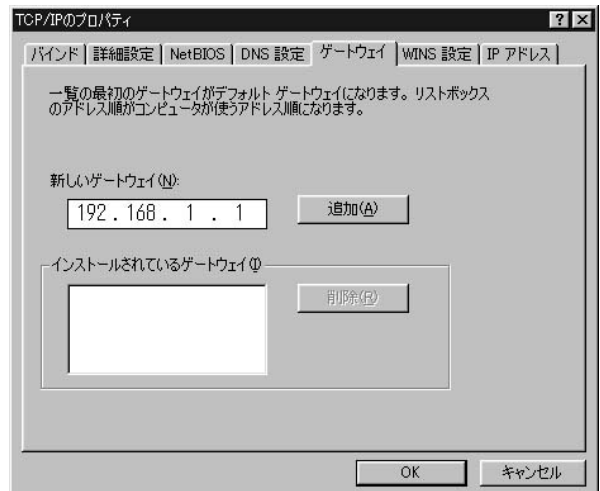 TCP/IPのプロパティ
バインド 詳細設定 NetBIOS DNS 設定 ゲートウェイ WINS 設定 IP アドレス
一覧の最初のゲートウェイがデフォルト ゲートウェイになります。リストボックス
のアドレス順がコンピュータが使うアドレス順になります。
新しいゲートウェイ(N):
192 . 168 . 1 . 1 追加(A)
インストールされているゲートウェイ(I)
削除(R)
OK キャンセル